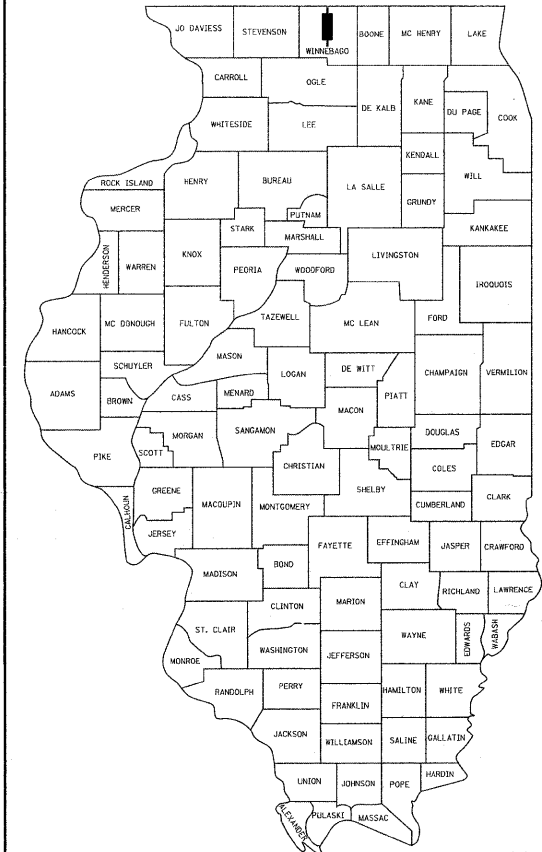 JO DAVIESS
STEVENSON
WINNEBAGO
BOONE
MC HENRY
LAKE
CARROLL
OGLE
DE KALB
KANE
DU PAGE
COOK
WHITESIDE
LEE
KENDALL
WILL
ROCK ISLAND
HENRY
BUREAU
LA SALLE
GRUNDY
MERCER
PUTNAM
KANKAKEE
STARK
MARSHALL
HENDERSON
WARREN
KNOX
PEORIA
WOODFORD
LIVINGSTON
IROQUOIS
FORD
HANCOCK
MC DONOUGH
FULTON
TAZEWELL
MC LEAN
MASON
SCHUYLER
LOGAN
DE WITT
CHAMPAIGN
VERMILION
ADAMS
BROWN
CASS
MENARD
PIATT
MACON
MORGAN
SANGAMON
DOUGLAS
EDGAR
PIKE
SCOTT
CHRISTIAN
MOULTRIE
COLES
GREENE
MACOUPIN
MONTGOMERY
SHELBY
CUMBERLAND
CLARK
CALHOUN
JERSEY
FAYETTE
EFFINGHAM
JASPER
CRAWFORD
MADISON
BOND
CLAY
RICHLAND
LAWRENCE
CLINTON
MARION
ST. CLAIR
WAYNE
EDWARDS
WABASH
WASHINGTON
JEFFERSON
MONROE
RANDOLPH
PERRY
HAMILTON
WHITE
FRANKLIN
JACKSON
WILLIAMSON
SALINE
GALLATIN
UNION
JOHNSON
POPE
HARDIN
ALEXANDER
PULASKI
MASSAC